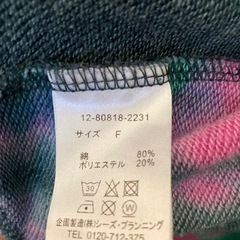 12-80818-2231
サイズ F
綿 80%
ポリエステル 20%
企画製造(株)シーズ・プランニング
TEL 0120-712-375